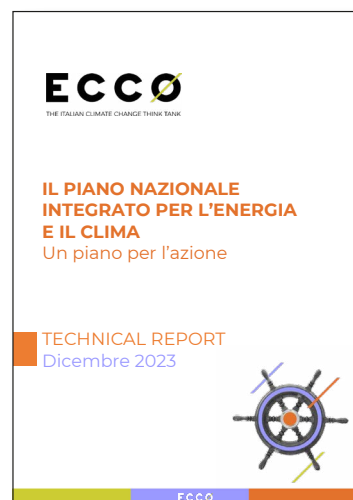 ECCO
THE ITALIAN CLIMATE CHANGE THINK TANK
IL PIANO NAZIONALE
INTEGRATO PER L’ENERGIA
E IL CLIMA
Un piano per l’azione
TECHNICAL REPORT
Dicembre 2023
ECCO